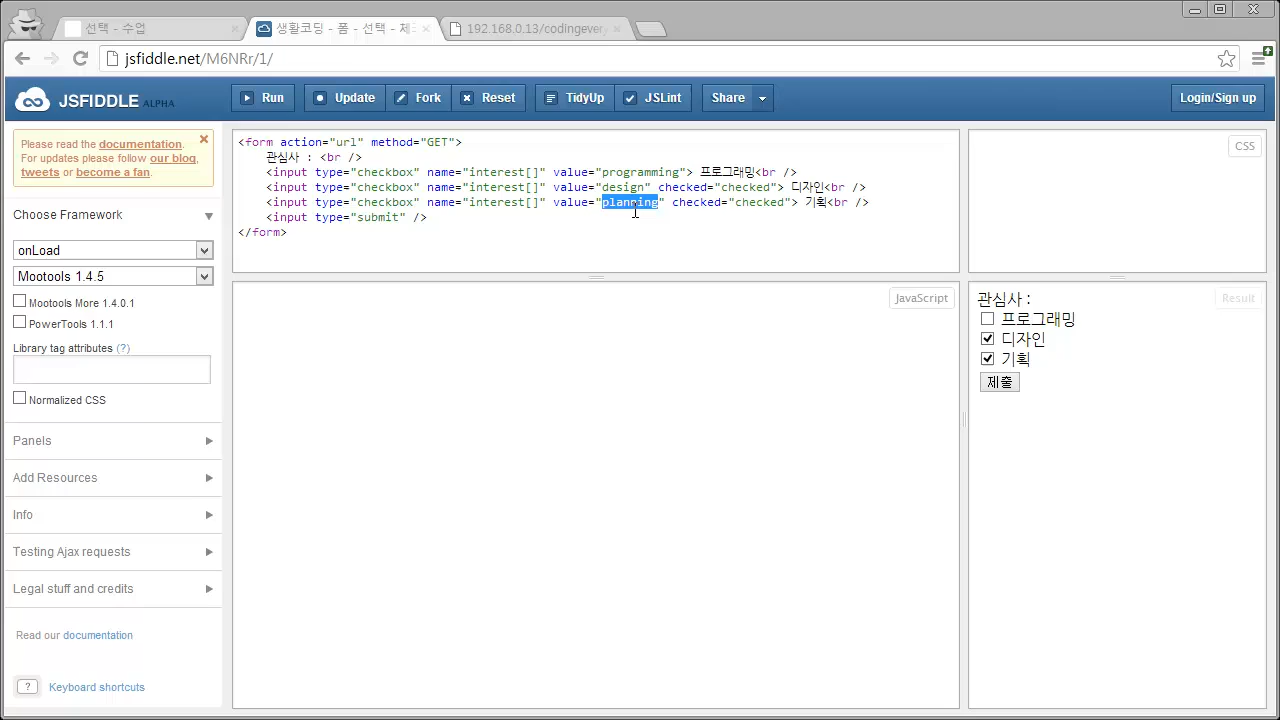 선택 - 수업
생활코딩 - 폼 - 선택 - 체
192.168.0.13/codingever
jsfiddle.net/M6NRr/1/
JSFIDDLE ALPHA
Run
Update
Fork
Reset
TidyUp
JSLint
Share
Login/Sign up
Please read the documentation.
For updates please follow our blog,
tweets or become a fan.
Choose Framework
onLoad
Mootools 1.4.5
Mootools More 1.4.0.1
PowerTools 1.1.1
Library tag attributes (?)
Normalized CSS
Panels
Add Resources
Info
Testing Ajax requests
Legal stuff and credits
Read our documentation
? Keyboard shortcuts
<form action="url" method="GET">
관심사 : <br />
<input type="checkbox" name="interest[]" value="programming"> 프로그래밍<br />
<input type="checkbox" name="interest[]" value="design" checked="checked"> 디자인<br />
<input type="checkbox" name="interest[]" value="planning" checked="checked"> 기획<br />
<input type="submit" />
</form>
CSS
JavaScript
Result
관심사 :
프로그래밍
디자인
기획
제출